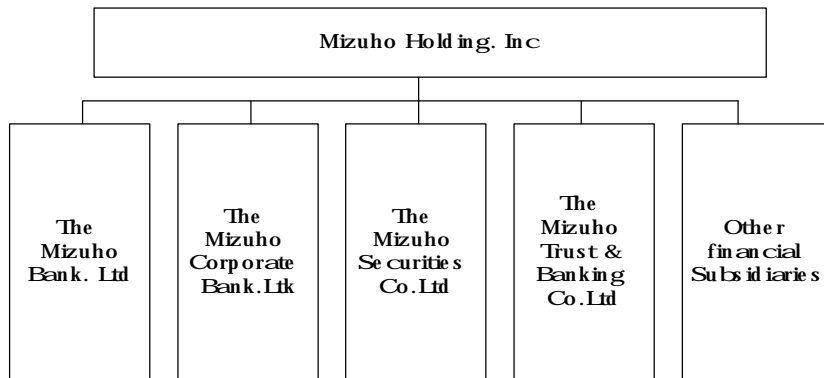 Mizuho Holding. Inc
The
Mizuho
Bank. Ltd
The
Mizuho
Corporate
Bank.Ltk
The
Mizuho
Securities
Co.Ltd
The
Mizuho
Trust &
Banking
Co.Ltd
Other
financial
Subsidiaries